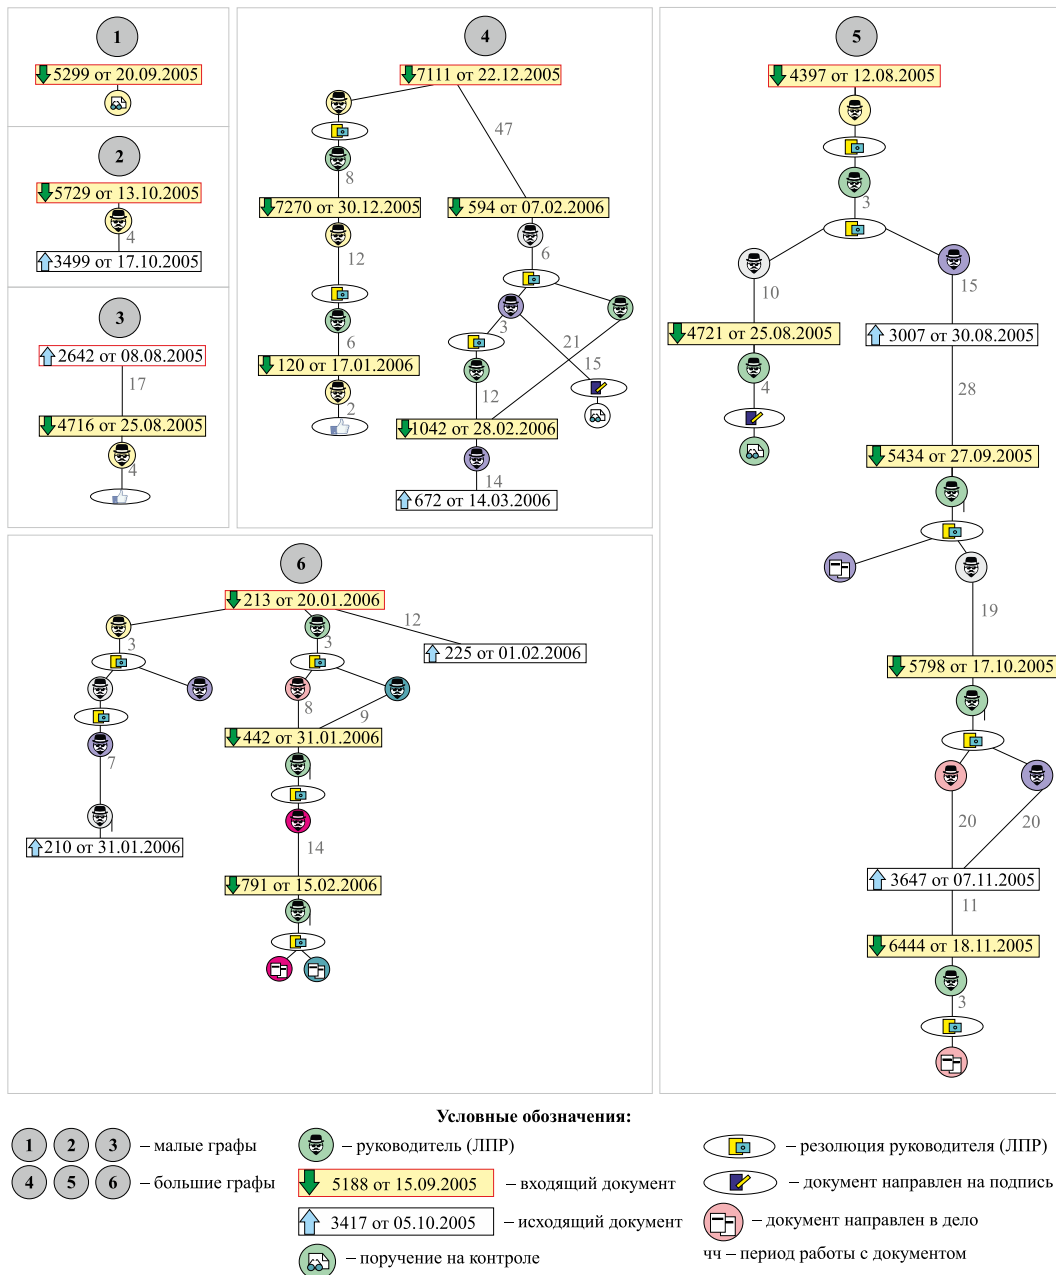 1
5299 от 20.09.2005
2
5729 от 13.10.2005
4
3499 от 17.10.2005
3
2642 от 08.08.2005
17
4716 от 25.08.2005
4
4
7111 от 22.12.2005
47
8
7270 от 30.12.2005
594 от 07.02.2006
12
6
3
21
6
15
120 от 17.01.2006
12
2
1042 от 28.02.2006
14
672 от 14.03.2006
5
4397 от 12.08.2005
3
10
15
4721 от 25.08.2005
3007 от 30.08.2005
4
28
5434 от 27.09.2005
19
5798 от 17.10.2005
20
20
3647 от 07.11.2005
11
6444 от 18.11.2005
3
6
213 от 20.01.2006
12
3
3
225 от 01.02.2006
8
9
442 от 31.01.2006
7
210 от 31.01.2006
14
791 от 15.02.2006
Условные обозначения:
1 2 3 – малые графы
4 5 6 – большие графы
– руководитель (ЛПР)
5188 от 15.09.2005 – входящий документ
3417 от 05.10.2005 – исходящий документ
– поручение на контроле
– резолюция руководителя (ЛПР)
– документ направлен на подпись
– документ направлен в дело
чч – период работы с документом